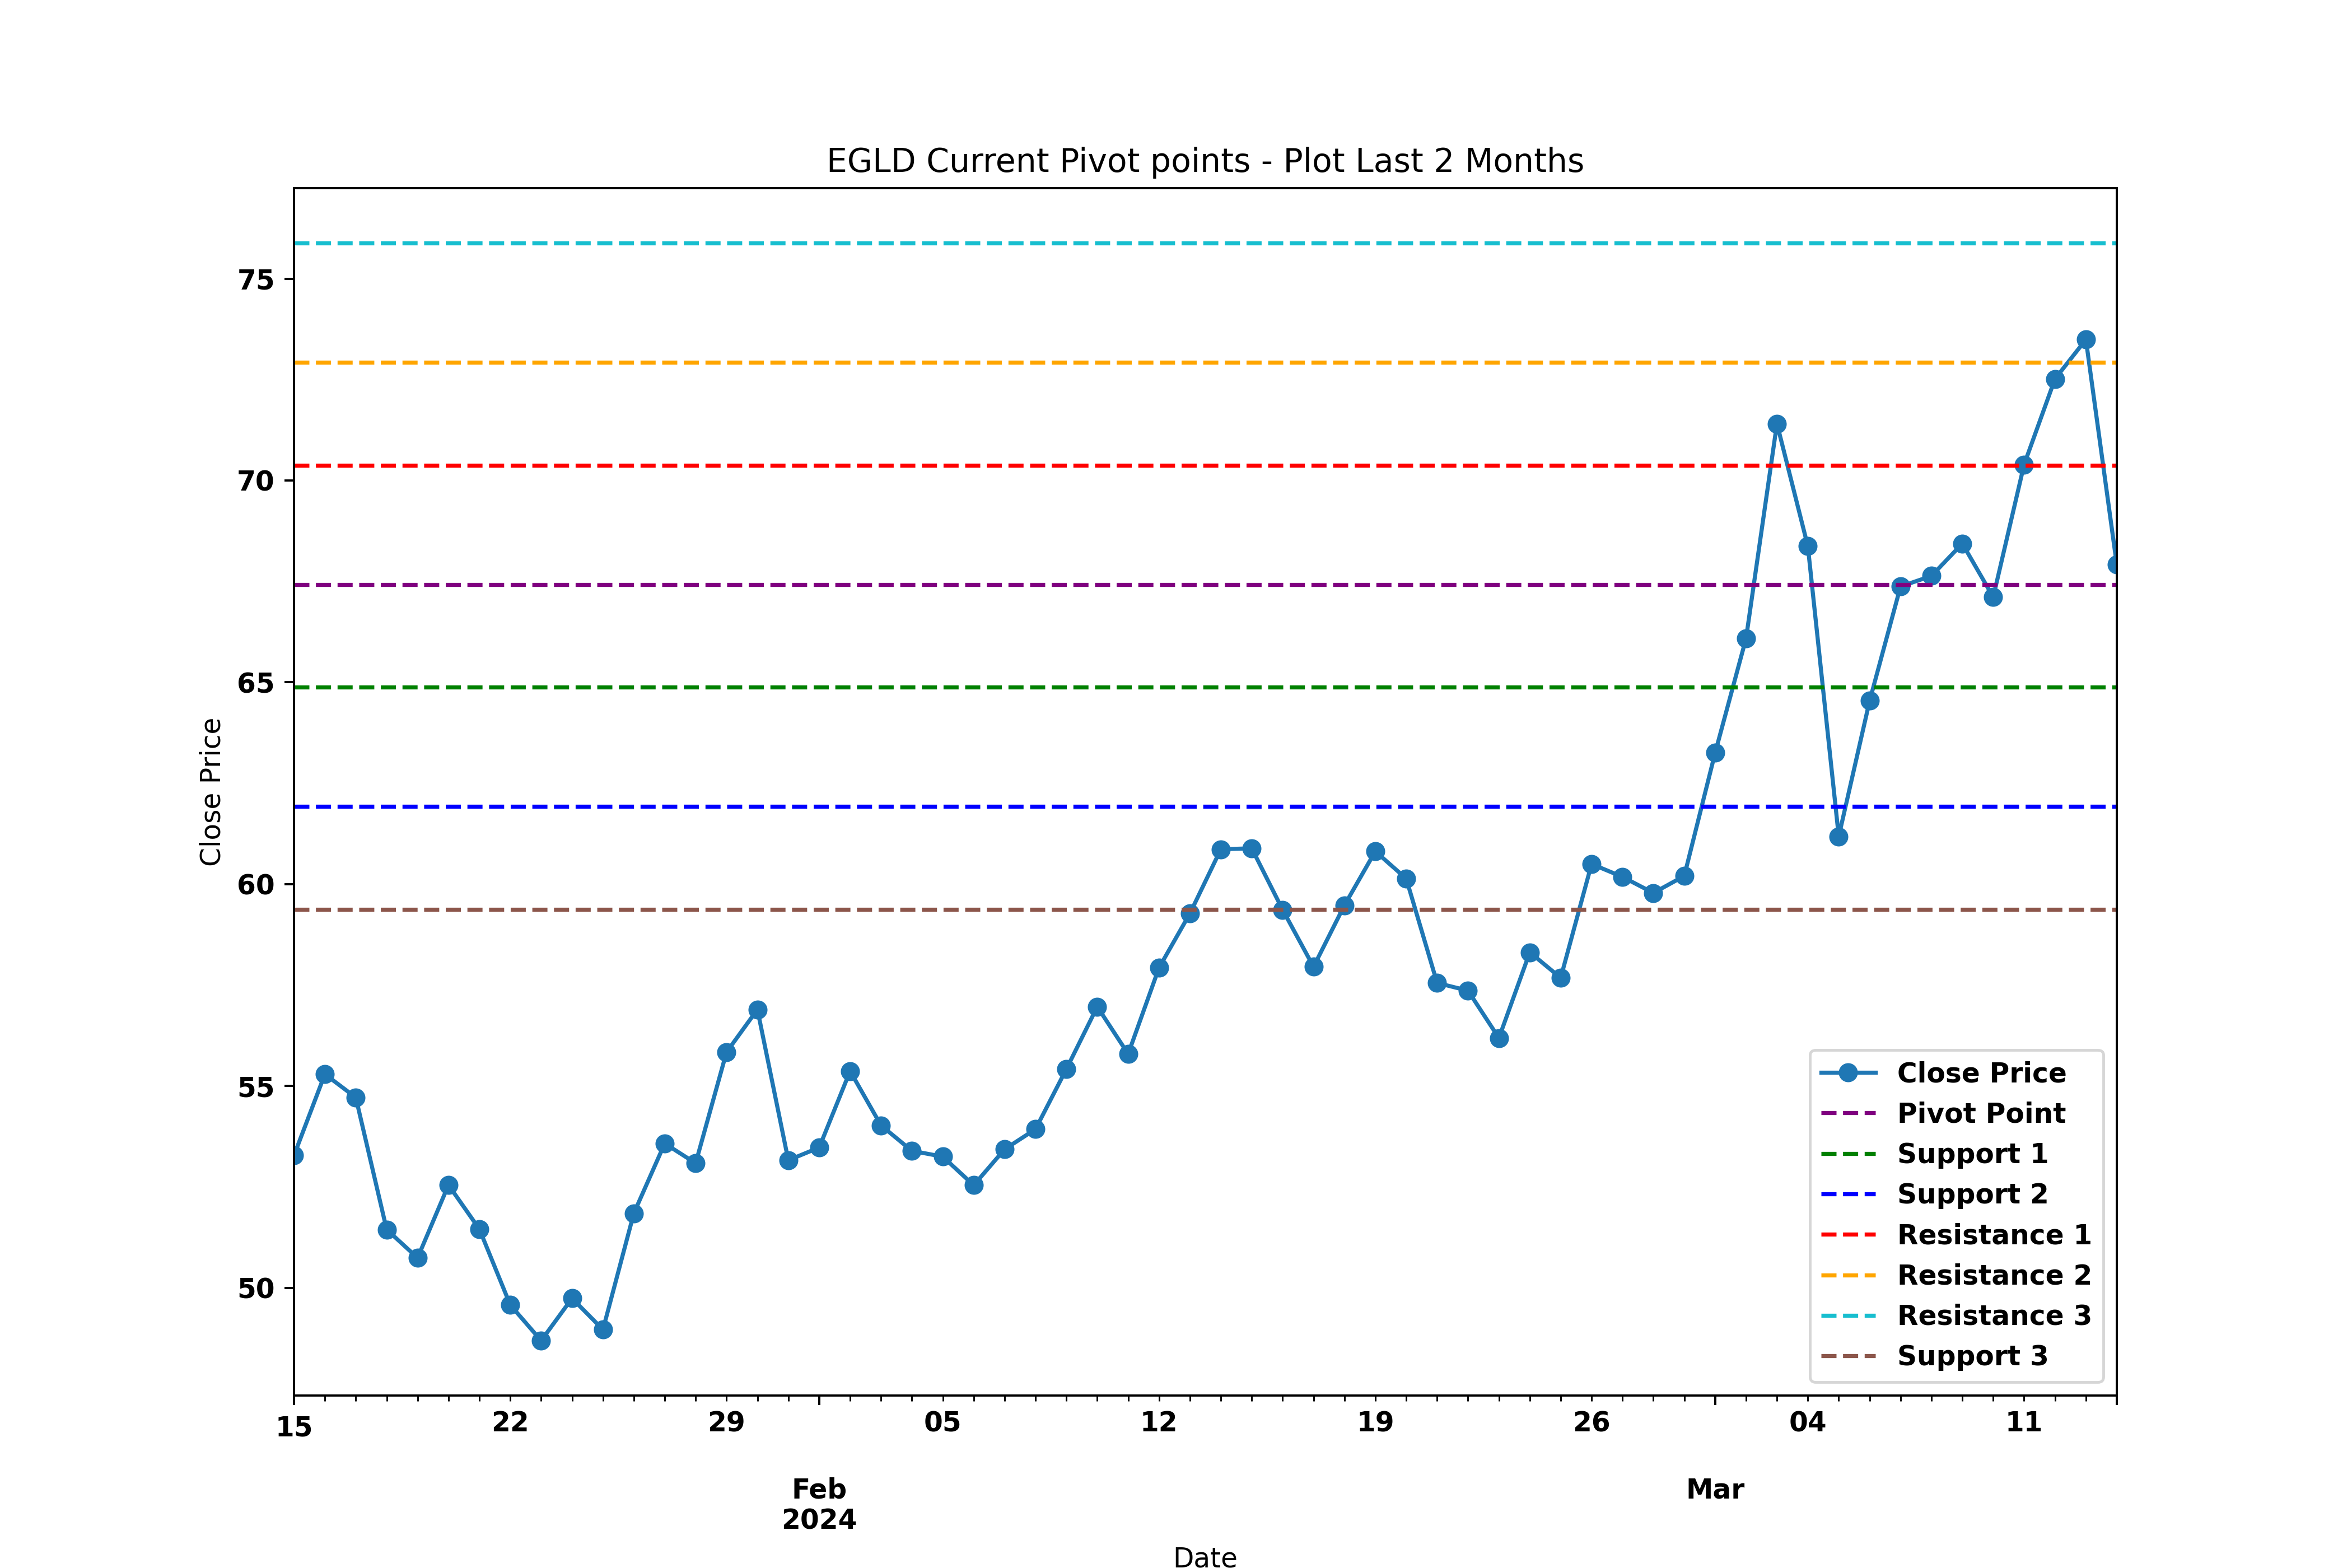 EGLD Current Pivot points - Plot Last 2 Months
75
70
65
60
55
50
Close Price
Close Price
Pivot Point
Support 1
Support 2
Resistance 1
Resistance 2
Resistance 3
Support 3
15 22 29 05 12 19 26 04 11
Feb Mar
2024
Date